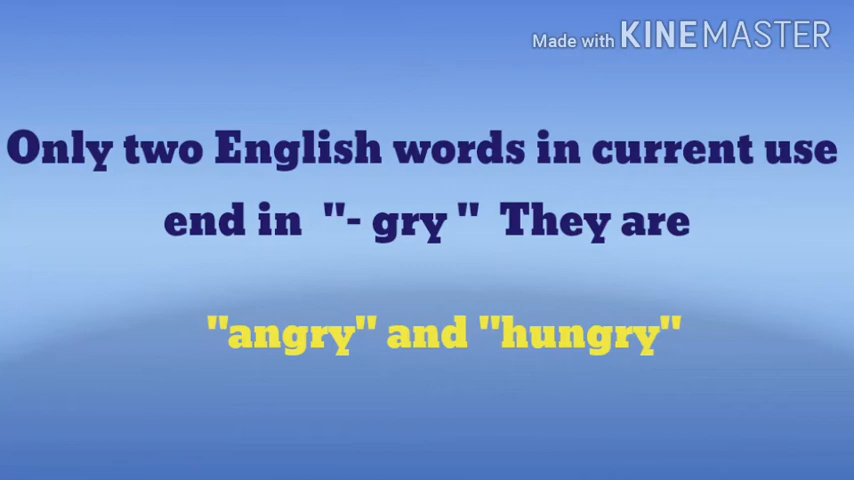 Made with KINEMASTER
Only two English words in current use
end in "- gry " They are
"angry" and "hungry"